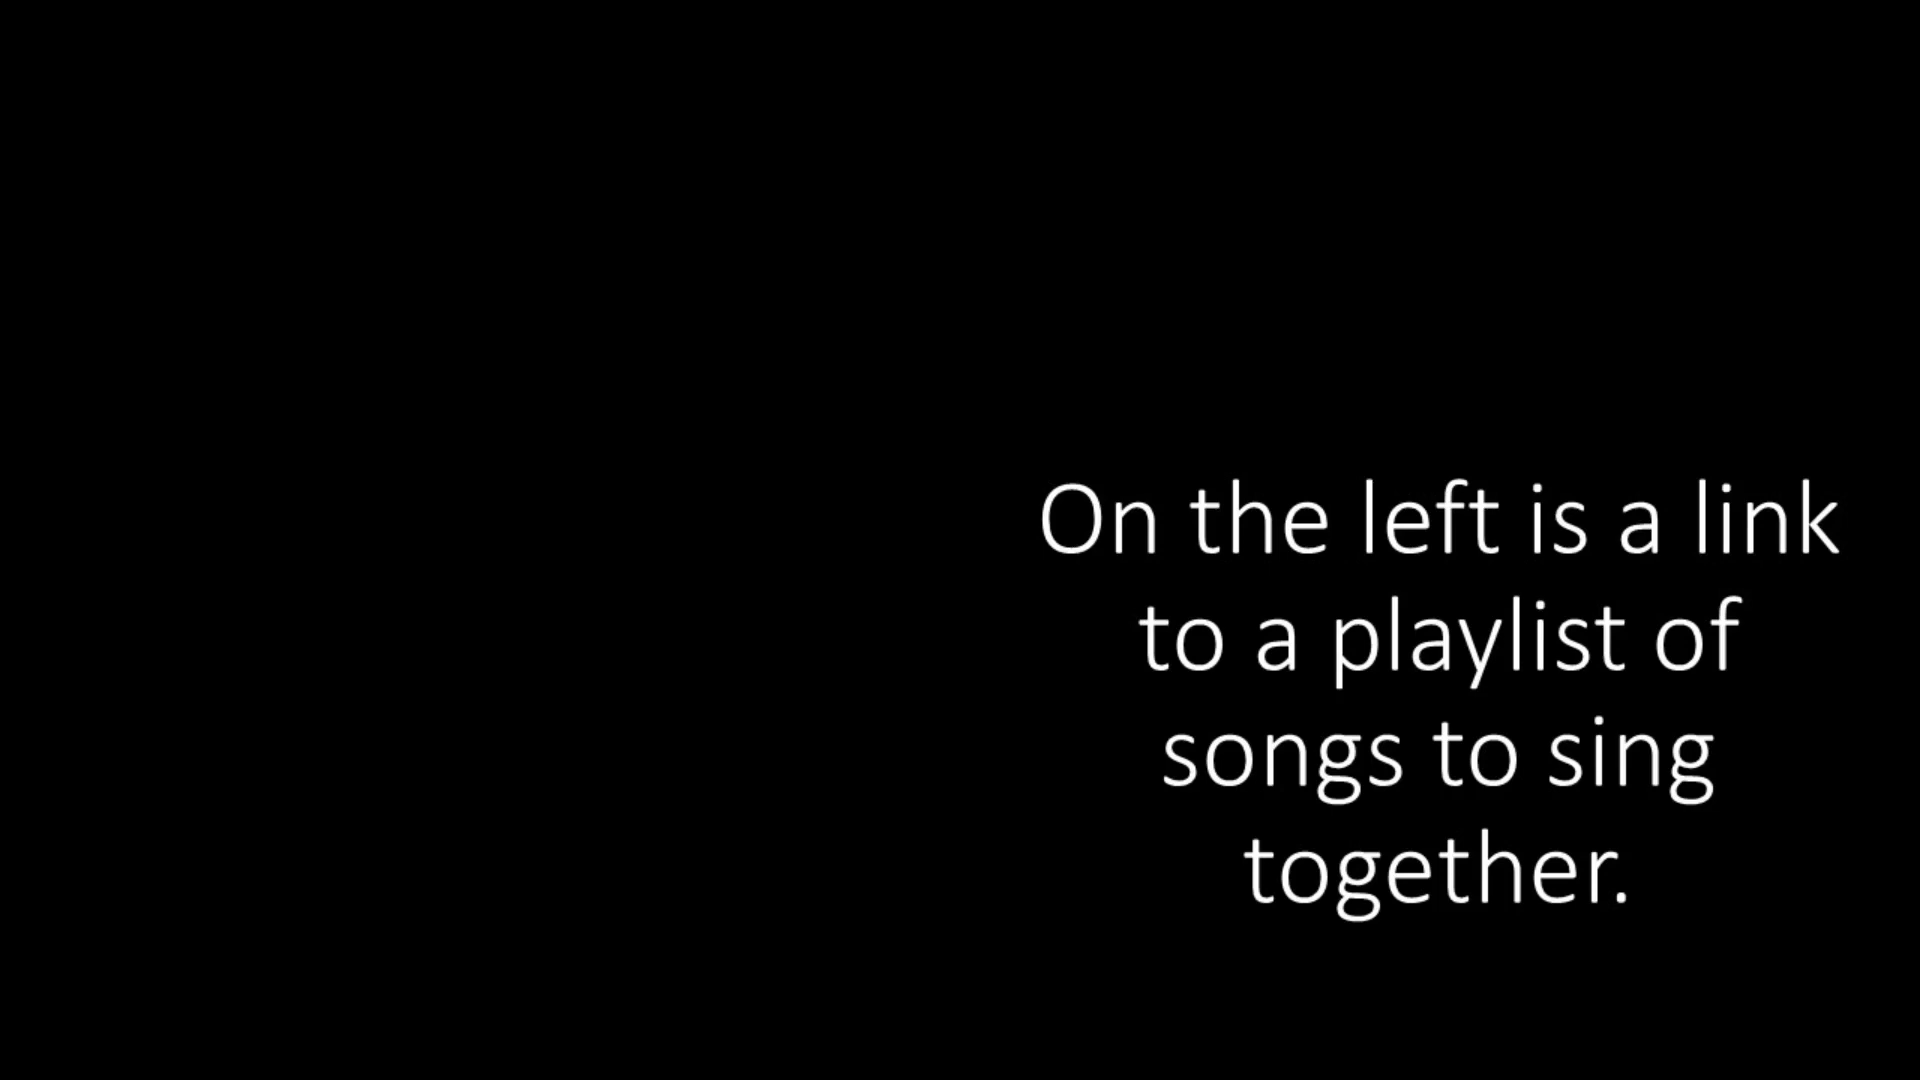 On the left is a link
to a playlist of
songs to sing
together.